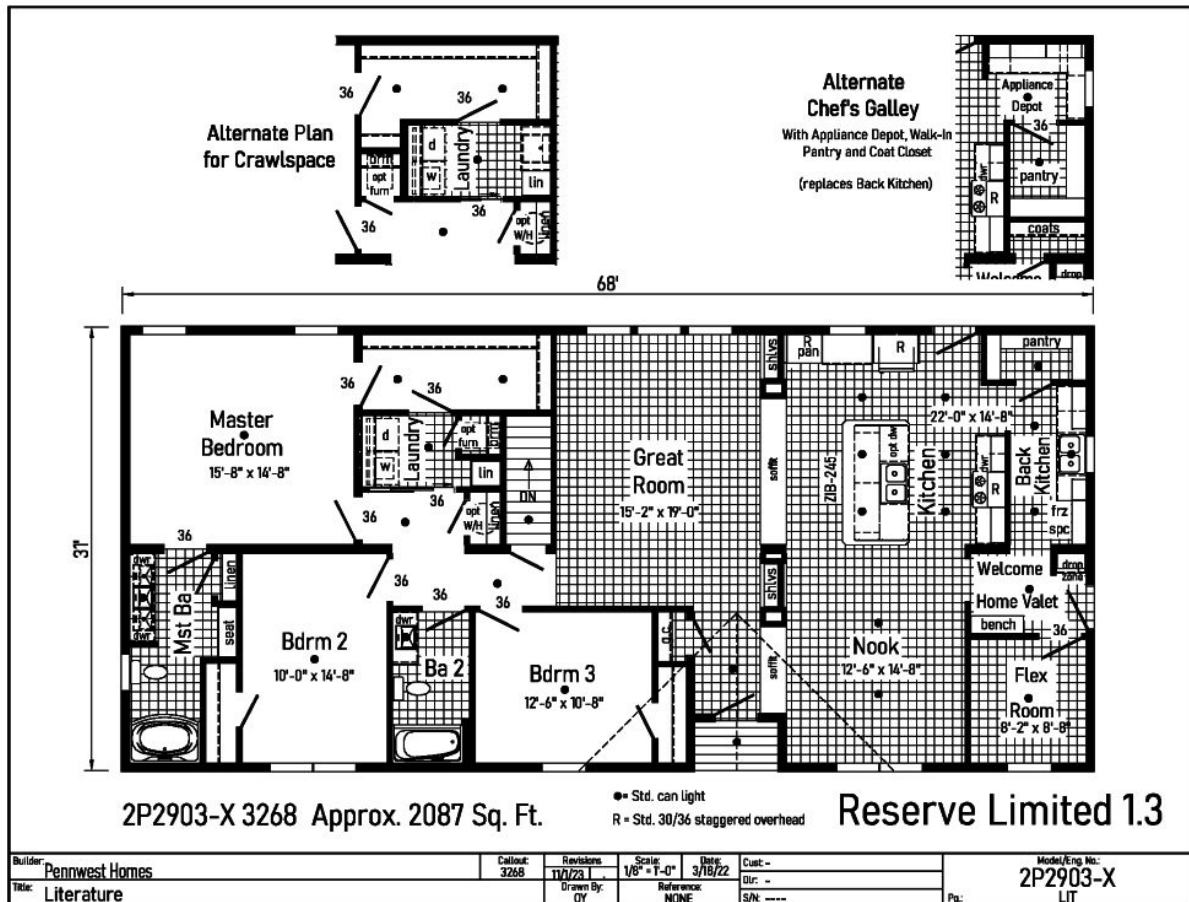 Alternate Plan
for Crawlspace
36
36
d
w
Laundry
brm
opt
furn
lin
36
36
opt
W/H
linen
Alternate
Chef's Galley
With Appliance Depot, Walk-In
Pantry and Coat Closet
(replaces Back Kitchen)
Appliance
Depot
36
pantry
dwr
R
coats
Welcome
drop
68'
31'
Master
Bedroom
15'-8" x 14'-8"
36
36
d
w
Laundry
opt
furn
brm
lin
36
36
opt
W/H
linen
DN
36
36
36
36
Great
Room
15'-2" x 19'-0"
shlvs
soffit
shlvs
soffit
R
pan
R
22'-0" x 14'-8"
ZIB-245
opt dw
Kitchen
pantry
dwr
R
Back
Kitchen
frz
spc
Welcome
Home Valet
drop
zone
bench
36
Nook
12'-6" x 14'-8"
Flex
Room
8'-2" x 8'-8"
dwr
dwr
Mst Ba
linen
seat
Bdrm 2
10'-0" x 14'-8"
dwr
Ba 2
Bdrm 3
12'-6" x 10'-8"
o.c.
2P2903-X 3268 Approx. 2087 Sq. Ft.
●= Std. can light
R = Std. 30/36 staggered overhead
Reserve Limited 1.3
Builder: Pennwest Homes
Callout: 3268
Revisions 11/1/23
Scale: 1/8" = 1'-0"
Date: 3/18/22
Cust: -
Dlr: -
S/N: ----
Model/Eng. No.: 2P2903-X
Title: Literature
Drawn By: OY
Reference: NONE
Pg.: LIT